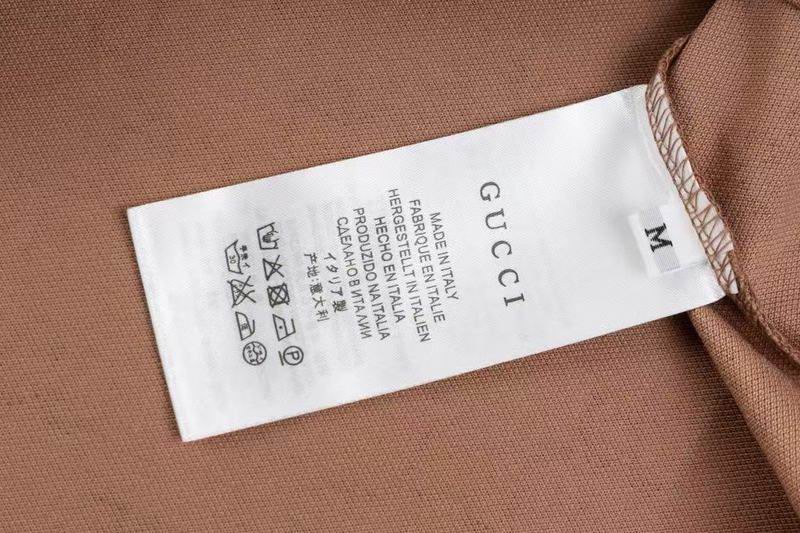 GUCCI
MADE IN ITALY
FABRIQUE EN ITALIE
HERGESTELLT IN ITALIEN
HECHO EN ITALIA
PRODUZIDO NA ITALIA
СДЕЛАНО В ИТАЛИИ
イタリア製
产地:意大利
M
P
30